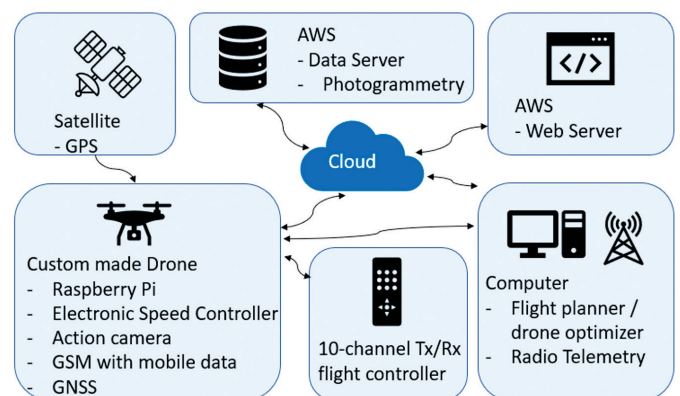 Satellite
- GPS
AWS
- Data Server
- Photogrammetry
</>
AWS
- Web Server
Cloud
Custom made Drone
- Raspberry Pi
- Electronic Speed Controller
- Action camera
- GSM with mobile data
- GNSS
10-channel Tx/Rx
flight controller
Computer
- Flight planner /
drone optimizer
- Radio Telemetry